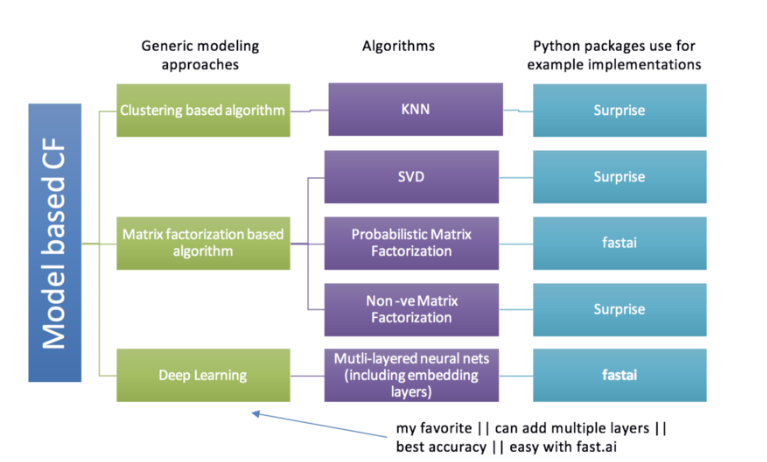 Generic modeling
approaches
Algorithms
Python packages use for
example implementations
Model based CF
Clustering based algorithm
KNN
Surprise
SVD
Surprise
Matrix factorization based
algorithm
Probabilistic Matrix
Factorization
fastai
Non -ve Matrix
Factorization
Surprise
Deep Learning
Mutli-layered neural nets
(including embedding
layers)
fastai
my favorite || can add multiple layers ||
best accuracy || easy with fast.ai